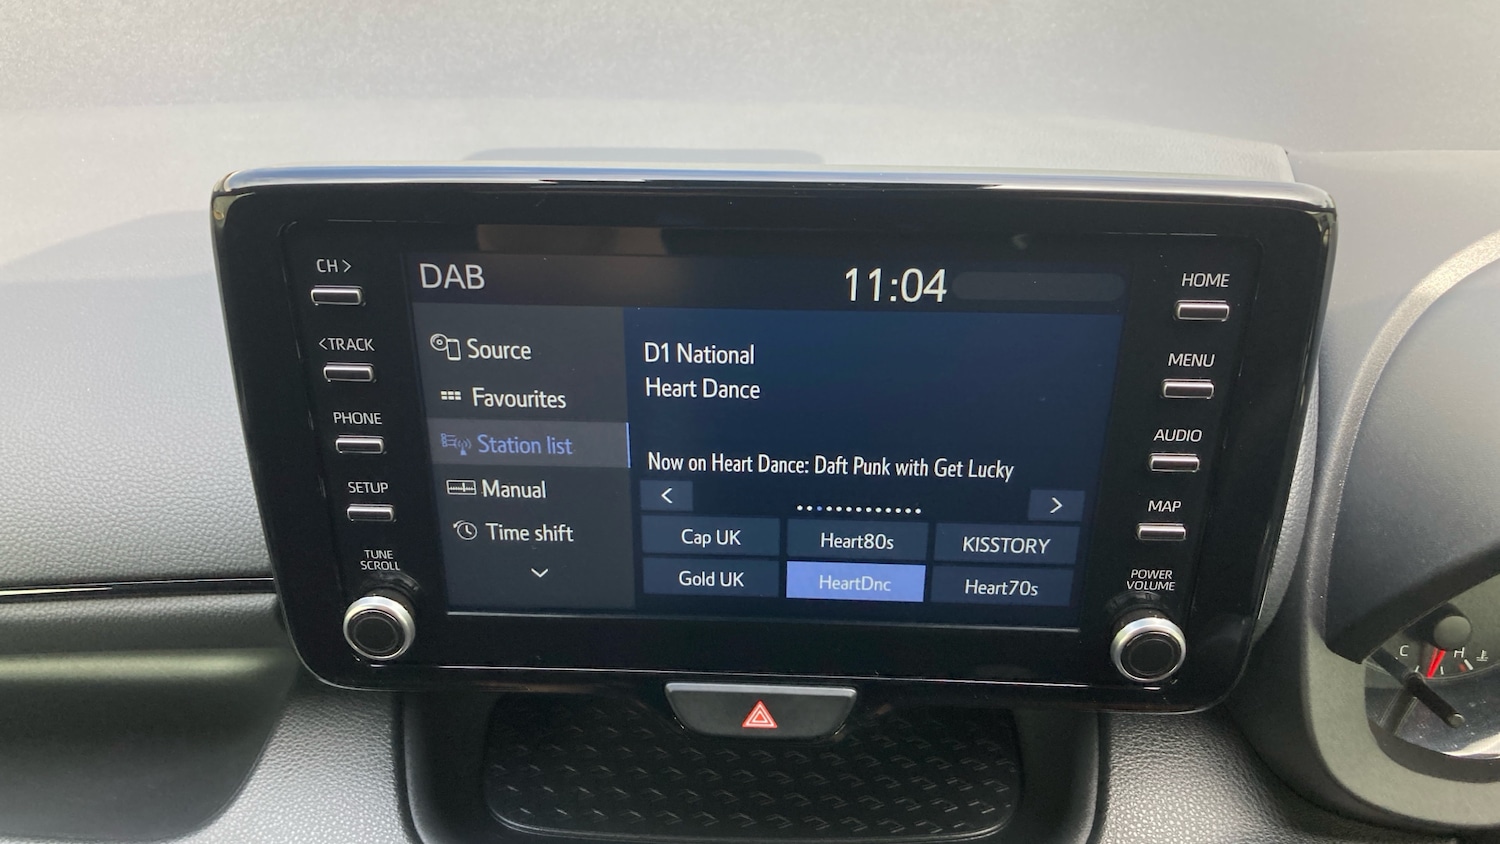 CH >
<TRACK
PHONE
SETUP
TUNE
SCROLL
DAB
11:04
Source
Favourites
Station list
Manual
Time shift
D1 National
Heart Dance
Now on Heart Dance: Daft Punk with Get Lucky
< >
Cap UK Heart80s KISSTORY
Gold UK HeartDnc Heart70s
HOME
MENU
AUDIO
MAP
POWER
VOLUME
C H